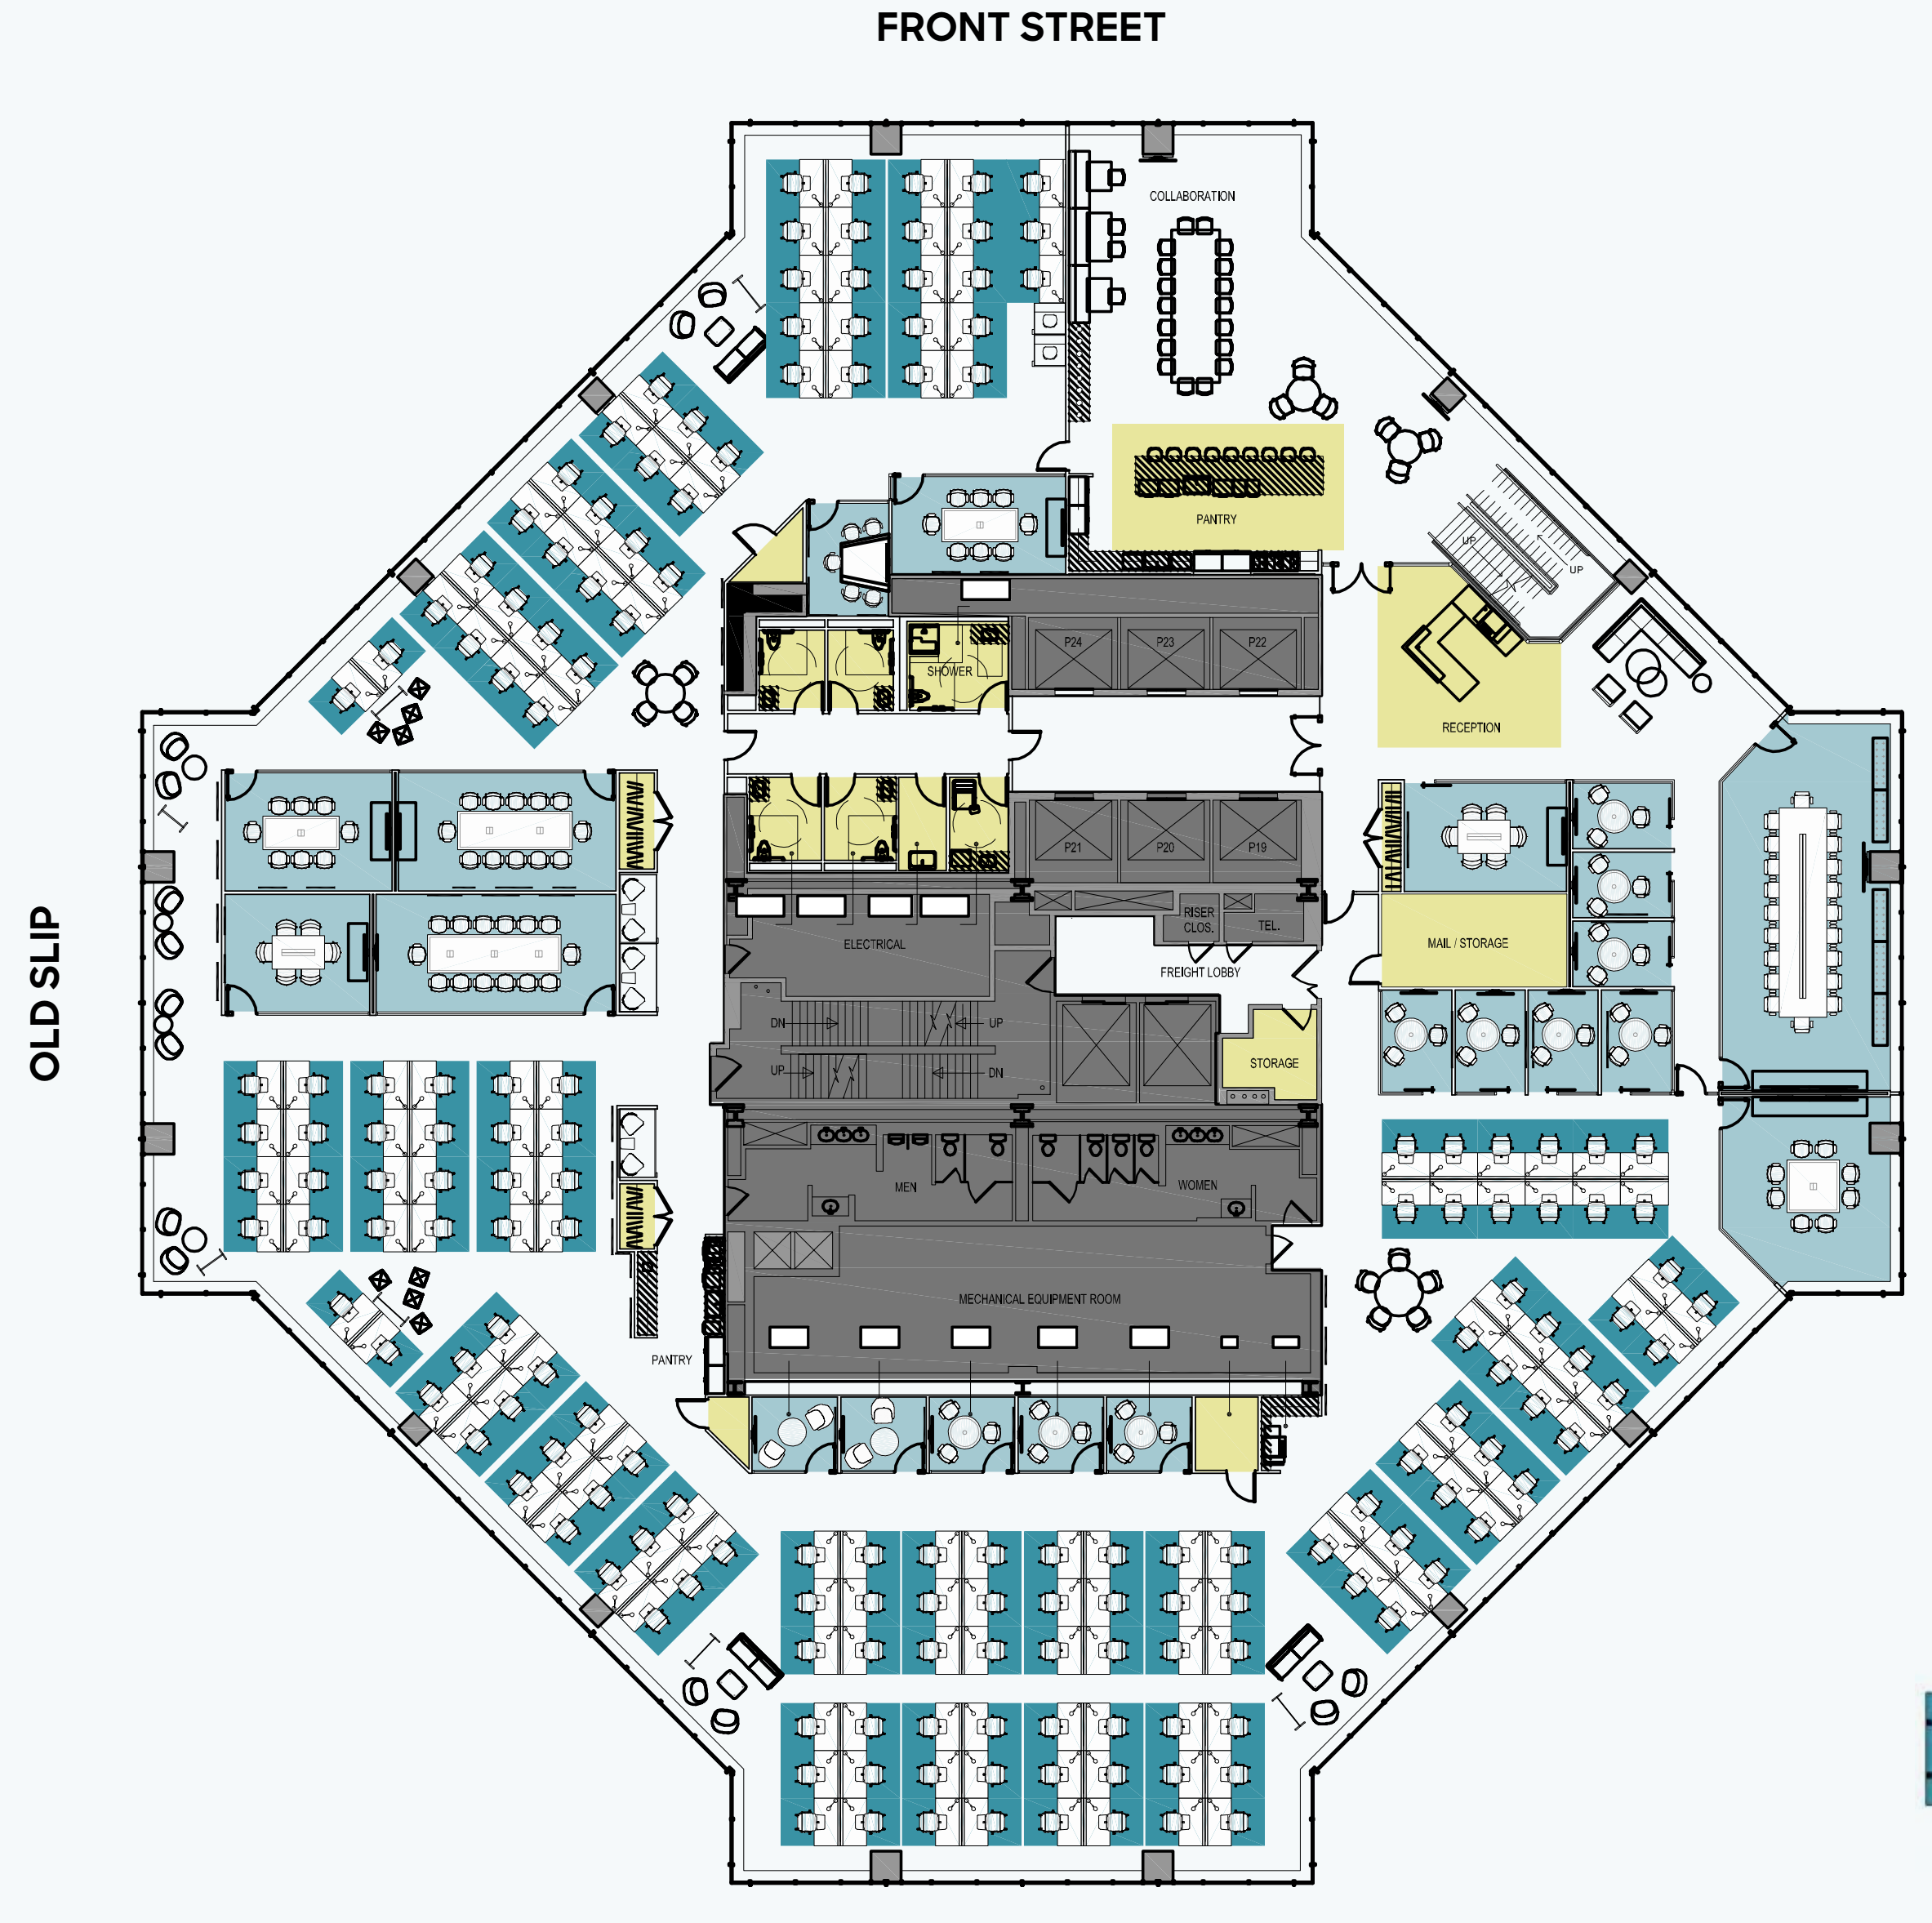 FRONT STREET
COLLABORATION
PANTRY
UP
UP
P24
P23
P22
SHOWER
RECEPTION
P21
P20
P19
OLD SLIP
RISER
CLOS.
TEL.
ELECTRICAL
MAIL / STORAGE
FREIGHT LOBBY
DN
UP
STORAGE
UP
DN
MEN
WOMEN
MECHANICAL EQUIPMENT ROOM
PANTRY